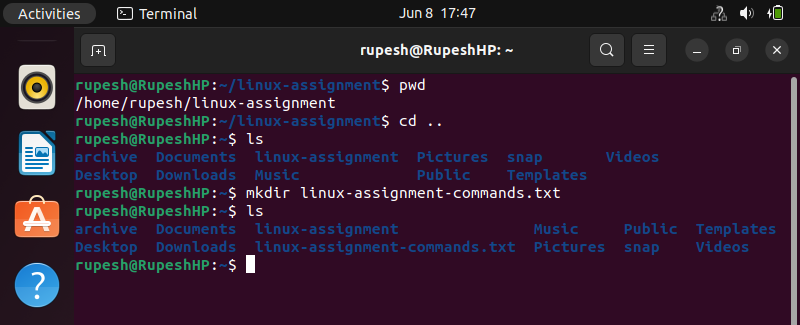 Activities Terminal Jun 8 17:47
rupesh@RupeshHP: ~
rupesh@RupeshHP:~/linux-assignment$ pwd
/home/rupesh/linux-assignment
rupesh@RupeshHP:~/linux-assignment$ cd ..
rupesh@RupeshHP:~$ ls
archive Documents linux-assignment Pictures snap Videos
Desktop Downloads Music Public Templates
rupesh@RupeshHP:~$ mkdir linux-assignment-commands.txt
rupesh@RupeshHP:~$ ls
archive Documents linux-assignment Music Public Templates
Desktop Downloads linux-assignment-commands.txt Pictures snap Videos
rupesh@RupeshHP:~$